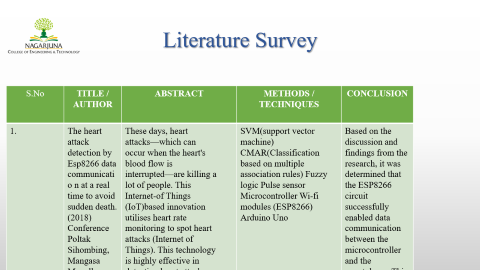 NAGARJUNA
COLLEGE OF ENGINEERING & TECHNOLOGY
Literature Survey
S.No
TITLE /
AUTHOR
ABSTRACT
METHODS /
TECHNIQUES
CONCLUSION
1.
The heart
attack
detection by
Esp8266 data
communicati
o n at a real
time to avoid
sudden death.
(2018)
Conference
Poltak
Sihombing,
Mangasa
These days, heart
attacks—which can
occur when the heart's
blood flow is
interrupted—are killing a
lot of people. This
Internet-of Things
(IoT)based innovation
utilises heart rate
monitoring to spot heart
attacks (Internet of
Things). This technology
is highly effective in
SVM(support vector
machine)
CMAR(Classification
based on multiple
association rules) Fuzzy
logic Pulse sensor
Microcontroller Wi-fi
modules (ESP8266)
Arduino Uno
Based on the
discussion and
findings from the
research, it was
determined that
the ESP8266
circuit
successfully
enabled data
communication
between the
microcontroller
and the